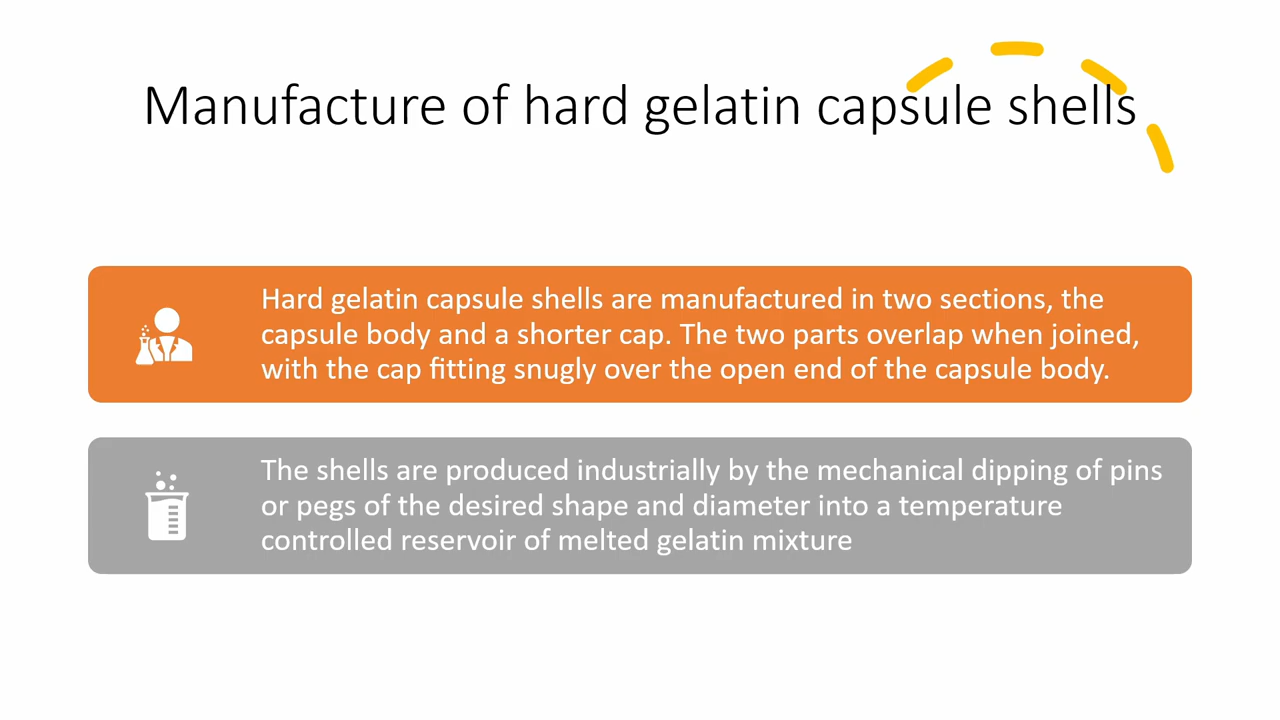 Manufacture of hard gelatin capsule shells
Hard gelatin capsule shells are manufactured in two sections, the
capsule body and a shorter cap. The two parts overlap when joined,
with the cap fitting snugly over the open end of the capsule body.
The shells are produced industrially by the mechanical dipping of pins
or pegs of the desired shape and diameter into a temperature
controlled reservoir of melted gelatin mixture